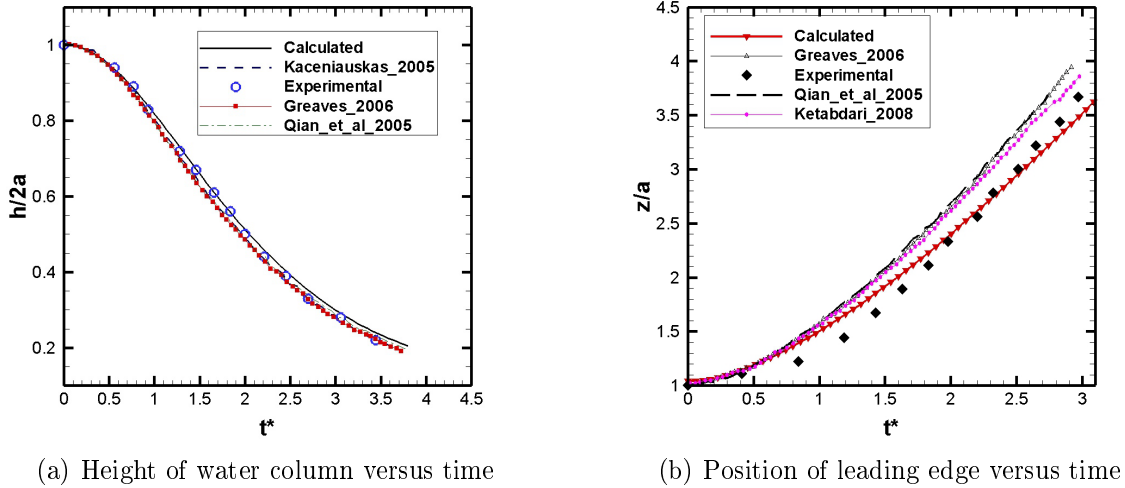 h/2a
1
0.8
0.6
0.4
0.2
0 0.5 1 1.5 2 2.5 3 3.5 4 4.5
t*
Calculated
Kaceniauskas_2005
Experimental
Greaves_2006
Qian_et_al_2005
(a) Height of water column versus time
z/a
4.5
4
3.5
3
2.5
2
1.5
1
0 0.5 1 1.5 2 2.5 3
t*
Calculated
Greaves_2006
Experimental
Qian_et_al_2005
Ketabdari_2008
(b) Position of leading edge versus time